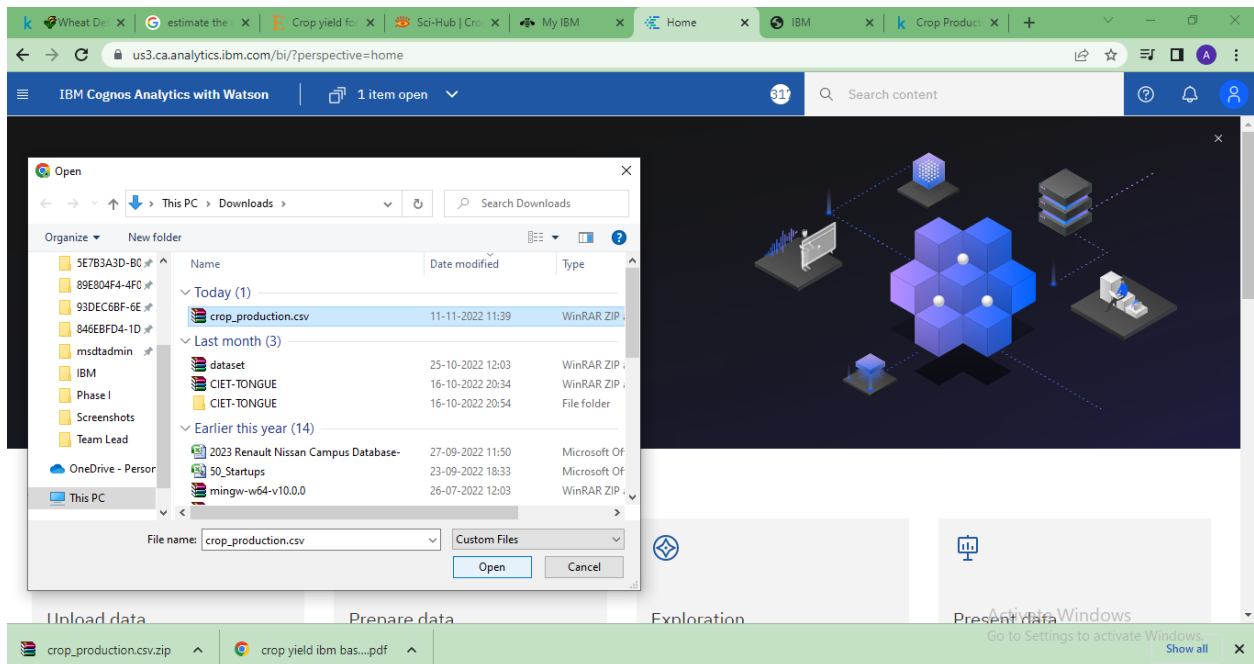 Wheat Det
estimate the
Crop yield for
Sci-Hub | Cro
My IBM
Home
IBM
Crop Product
us3.ca.analytics.ibm.com/bi/?perspective=home
A
IBM Cognos Analytics with Watson
1 item open
Search content
Open
This PC > Downloads >
Search Downloads
Organize
New folder
5E7B3A3D-B0
Name
Date modified
Type
89E804F4-4F0
Today (1)
93DEC6BF-6E
crop_production.csv 11-11-2022 11:39 WinRAR ZIP
846EBFD4-1D
Last month (3)
msdtadmin
dataset 25-10-2022 12:03 WinRAR ZIP
IBM
CIET-TONGUE 16-10-2022 20:34 WinRAR ZIP
Phase I
CIET-TONGUE 16-10-2022 20:54 File folder
Screenshots
Earlier this year (14)
Team Lead
2023 Renault Nissan Campus Database- 27-09-2022 11:50 Microsoft Of
OneDrive - Person
50_Startups 23-09-2022 18:33 Microsoft Of
This PC
mingw-w64-v10.0.0 26-07-2022 12:03 WinRAR ZIP
File name: crop_production.csv
Custom Files
Open
Cancel
Upload data
Prepare data
Exploration
Present data
Activate Windows
Go to Settings to activate Windows.
crop_production.csv.zip
crop yield ibm bas....pdf
Show all